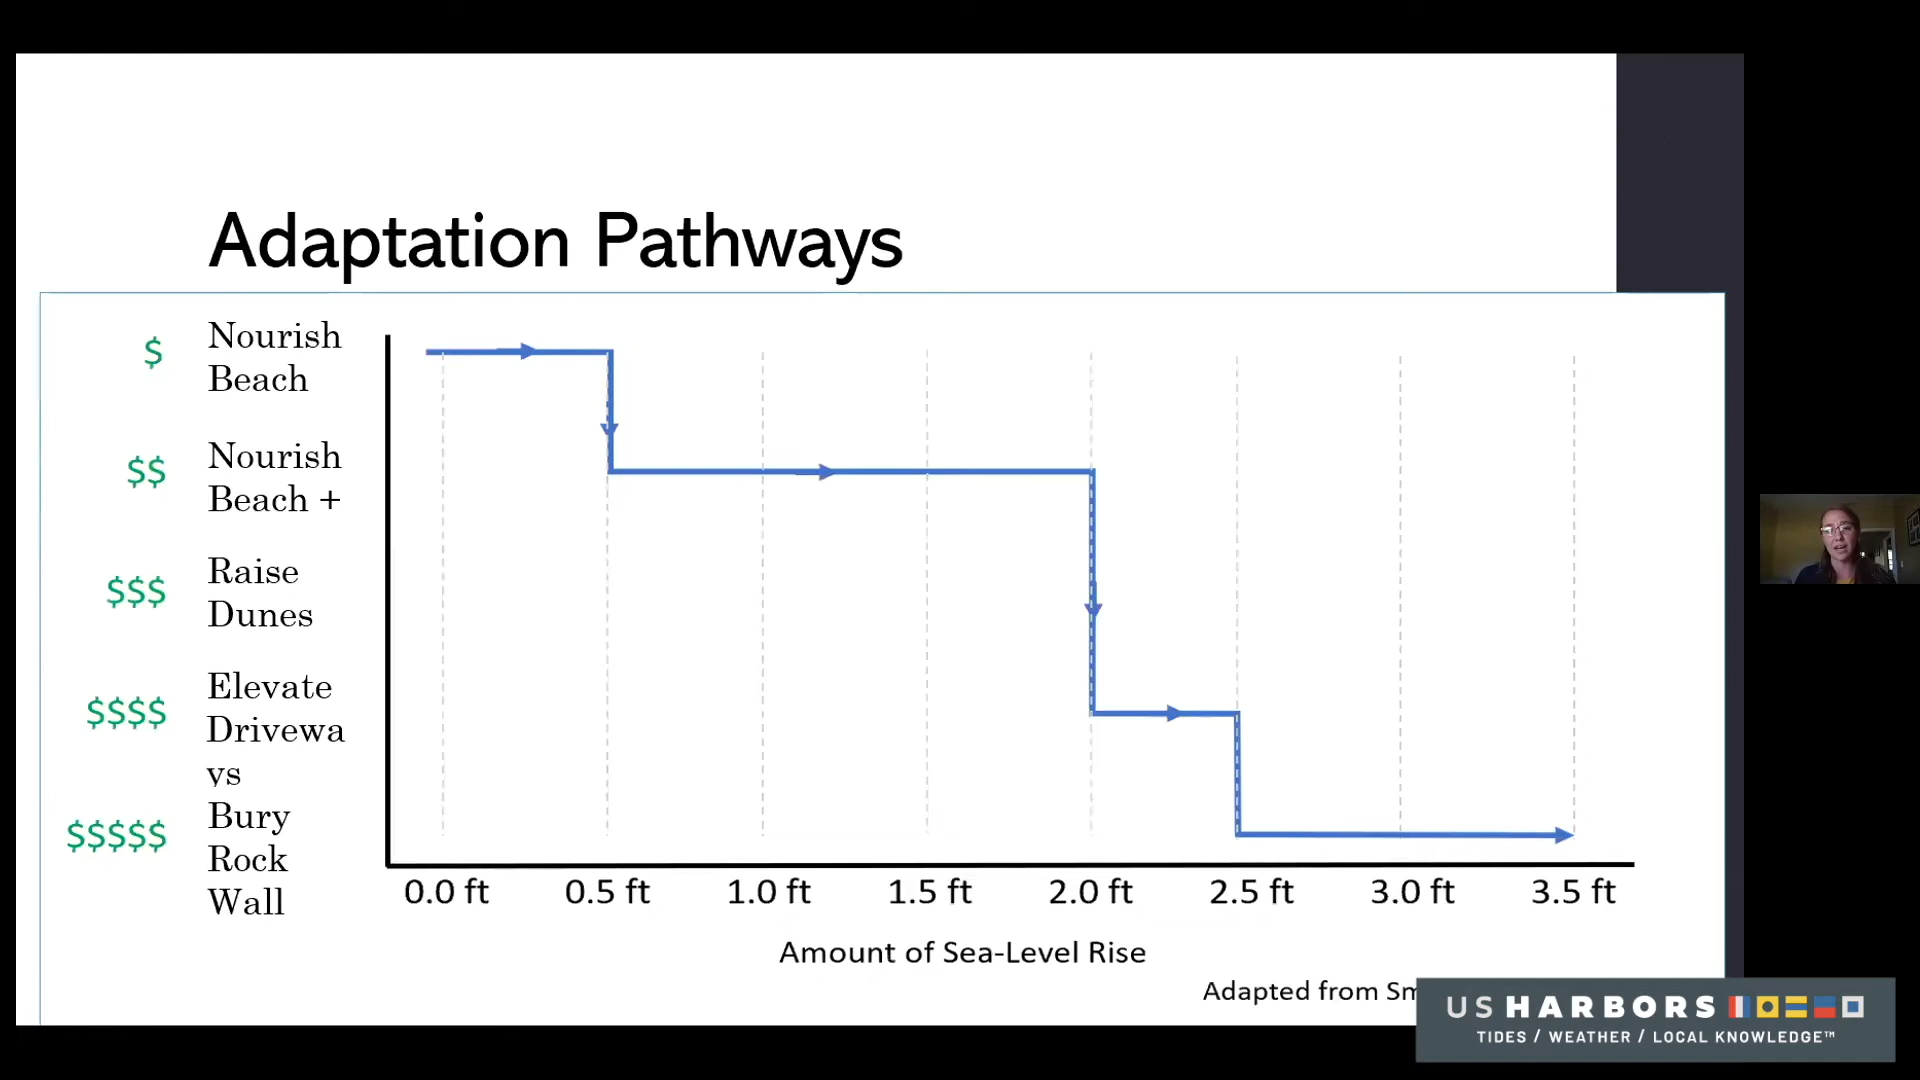 Adaptation Pathways
$
Nourish
Beach
$$
Nourish
Beach +
$$$
Raise
Dunes
$$$$
Elevate
Drivewa
ys
$$$$$
Bury
Rock
Wall
0.0 ft 0.5 ft 1.0 ft 1.5 ft 2.0 ft 2.5 ft 3.0 ft 3.5 ft
Amount of Sea-Level Rise
Adapted from
US HARBORS
TIDES / WEATHER / LOCAL KNOWLEDGE™